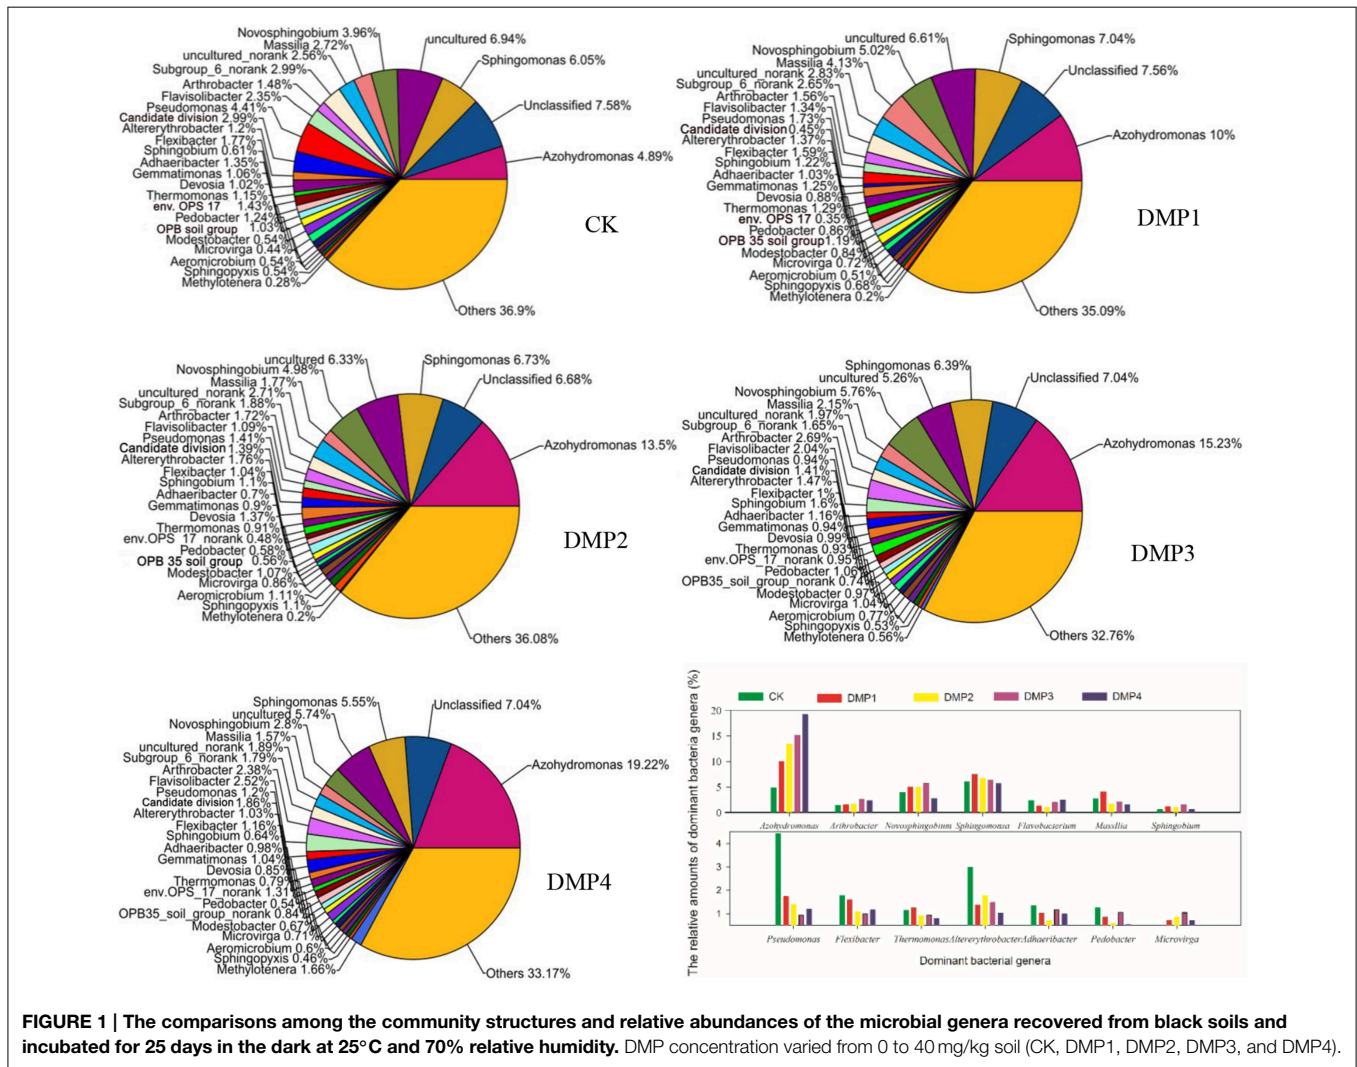 Novosphingobium 3.96%
Massilia 2.72%
uncultured_norank 2.56%
Subgroup_6_norank 2.99%
Arthrobacter 1.48%
Flavisolibacter 2.35%
Pseudomonas 4.41%
Candidate division 2.99%
Altererythrobacter 1.2%
Flexibacter 1.77%
Sphingobium 0.61%
Adhaeribacter 1.35%
Gemmatimonas 1.06%
Devosia 1.02%
Thermomonas 1.15%
env. OPS 17 1.43%
Pedobacter 1.24%
OPB soil group 1.03%
Modestobacter 0.54%
Microvirga 0.44%
Aeromicrobium 0.54%
Sphingopyxis 0.54%
Methylotenera 0.28%
uncultured 6.94%
Sphingomonas 6.05%
Unclassified 7.58%
Azohydromonas 4.89%
CK
Others 36.9%
uncultured 6.61%
Novosphingobium 5.02%
Massilia 4.13%
uncultured_norank 2.83%
Subgroup_6_norank 2.65%
Arthrobacter 1.56%
Flavisolibacter 1.34%
Pseudomonas 1.73%
Candidate division 0.45%
Altererythrobacter 1.37%
Flexibacter 1.59%
Sphingobium 1.22%
Adhaeribacter 1.03%
Gemmatimonas 1.25%
Devosia 0.88%
Thermomonas 1.29%
env. OPS 17 0.35%
Pedobacter 0.86%
OPB 35 soil group 1.19%
Modestobacter 0.84%
Microvirga 0.72%
Aeromicrobium 0.51%
Sphingopyxis 0.68%
Methylotenera 0.2%
Sphingomonas 7.04%
Unclassified 7.56%
Azohydromonas 10%
DMP1
Others 35.09%
uncultured 6.33%
Novosphingobium 4.98%
Massilia 1.77%
uncultured_norank 2.71%
Subgroup_6_norank 1.88%
Arthrobacter 1.72%
Flavisolibacter 1.09%
Pseudomonas 1.41%
Candidate division 1.39%
Altererythrobacter 1.76%
Flexibacter 1.04%
Sphingobium 1.1%
Adhaeribacter 0.7%
Gemmatimonas 0.9%
Devosia 1.37%
Thermomonas 0.91%
env.OPS_17_norank 0.48%
Pedobacter 0.58%
OPB 35 soil group 0.56%
Modestobacter 1.07%
Microvirga 0.86%
Aeromicrobium 1.11%
Sphingopyxis 1.1%
Methylotenera 0.2%
Sphingomonas 6.73%
Unclassified 6.68%
Azohydromonas 13.5%
DMP2
Others 36.08%
Sphingomonas 6.39%
uncultured 5.26%
Novosphingobium 5.76%
Massilia 2.15%
uncultured_norank 1.97%
Subgroup_6_norank 1.65%
Arthrobacter 2.69%
Flavisolibacter 2.04%
Pseudomonas 0.94%
Candidate division 1.41%
Altererythrobacter 1.47%
Flexibacter 1%
Sphingobium 1.6%
Adhaeribacter 1.16%
Gemmatimonas 0.94%
Devosia 0.99%
Thermomonas 0.93%
env.OPS_17_norank 0.95%
Pedobacter 1.06%
OPB35_soil_group_norank 0.74%
Modestobacter 0.97%
Microvirga 1.04%
Aeromicrobium 0.77%
Sphingopyxis 0.53%
Methylotenera 0.56%
Unclassified 7.04%
Azohydromonas 15.23%
DMP3
Others 32.76%
Sphingomonas 5.55%
uncultured 5.74%
Novosphingobium 2.8%
Massilia 1.57%
uncultured_norank 1.89%
Subgroup_6_norank 1.79%
Arthrobacter 2.38%
Flavisolibacter 2.52%
Pseudomonas 1.2%
Candidate division 1.86%
Altererythrobacter 1.03%
Flexibacter 1.16%
Sphingobium 0.64%
Adhaeribacter 0.98%
Gemmatimonas 1.04%
Devosia 0.85%
Thermomonas 0.79%
env.OPS_17_norank 1.31%
Pedobacter 0.54%
OPB35_soil_group_norank 0.84%
Modestobacter 0.67%
Microvirga 0.71%
Aeromicrobium 0.6%
Sphingopyxis 0.46%
Methylotenera 1.66%
Unclassified 7.04%
Azohydromonas 19.22%
DMP4
Others 33.17%
The relative amounts of dominant bacteria genera (%)
CK DMP1 DMP2 DMP3 DMP4
20
15
10
5
0
Azohydromonas Arihrobacter Novosphingobium Sphingomonsa Flavobacterium Massllia Sphingobium
4
3
2
1
Pseudomonas Flexibacter Thermomonas Altererythrobacter Adhaeribacter Pedobacter Microvirga
Dominant bacterial genera
FIGURE 1 | The comparisons among the community structures and relative abundances of the microbial genera recovered from black soils and
incubated for 25 days in the dark at 25°C and 70% relative humidity. DMP concentration varied from 0 to 40 mg/kg soil (CK, DMP1, DMP2, DMP3, and DMP4).